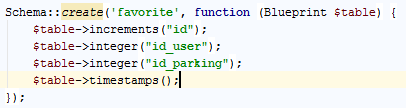 Schema::create('favorite', function (Blueprint $table) {
    $table->increments("id");
    $table->integer("id_user");
    $table->integer("id_parking");
    $table->timestamps();
});